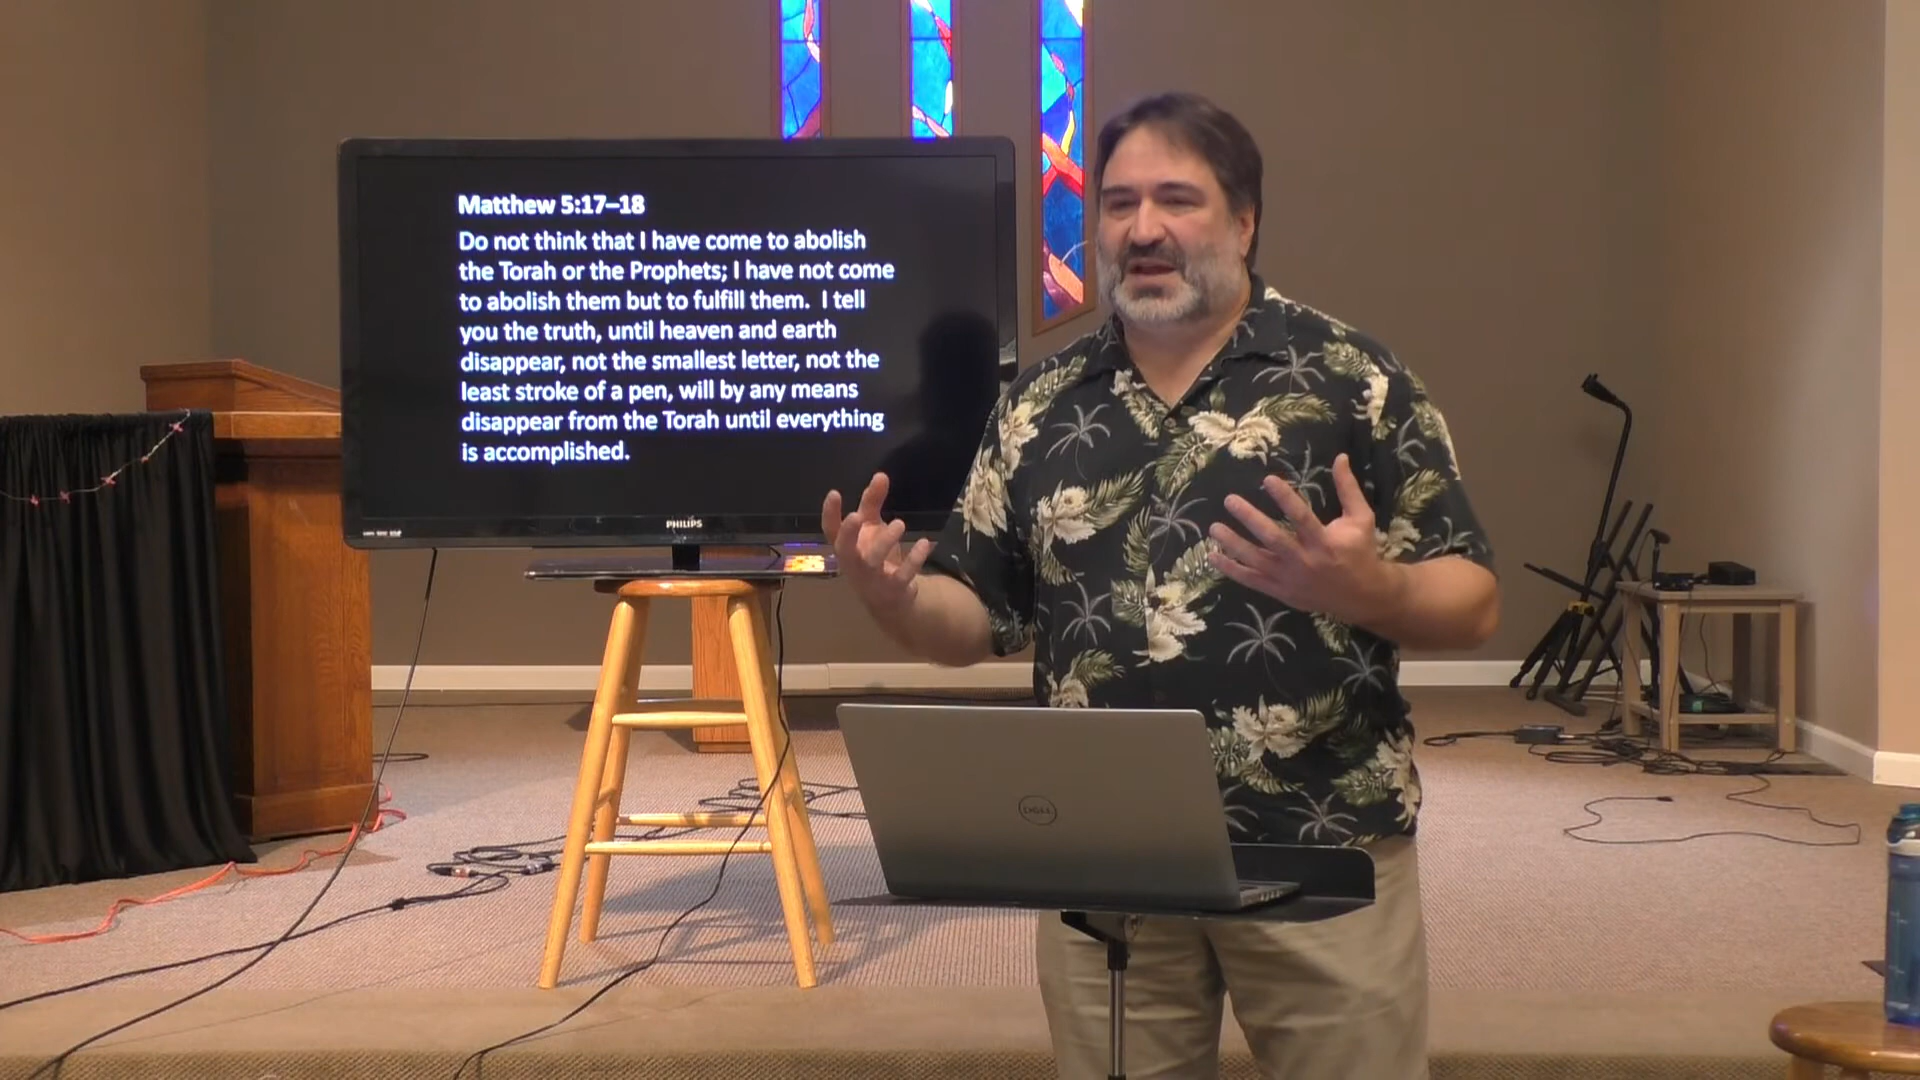 Matthew 5:17–18
Do not think that I have come to abolish
the Torah or the Prophets; I have not come
to abolish them but to fulfill them.  I tell
you the truth, until heaven and earth
disappear, not the smallest letter, not the
least stroke of a pen, will by any means
disappear from the Torah until everything
is accomplished.
PHILIPS
DELL